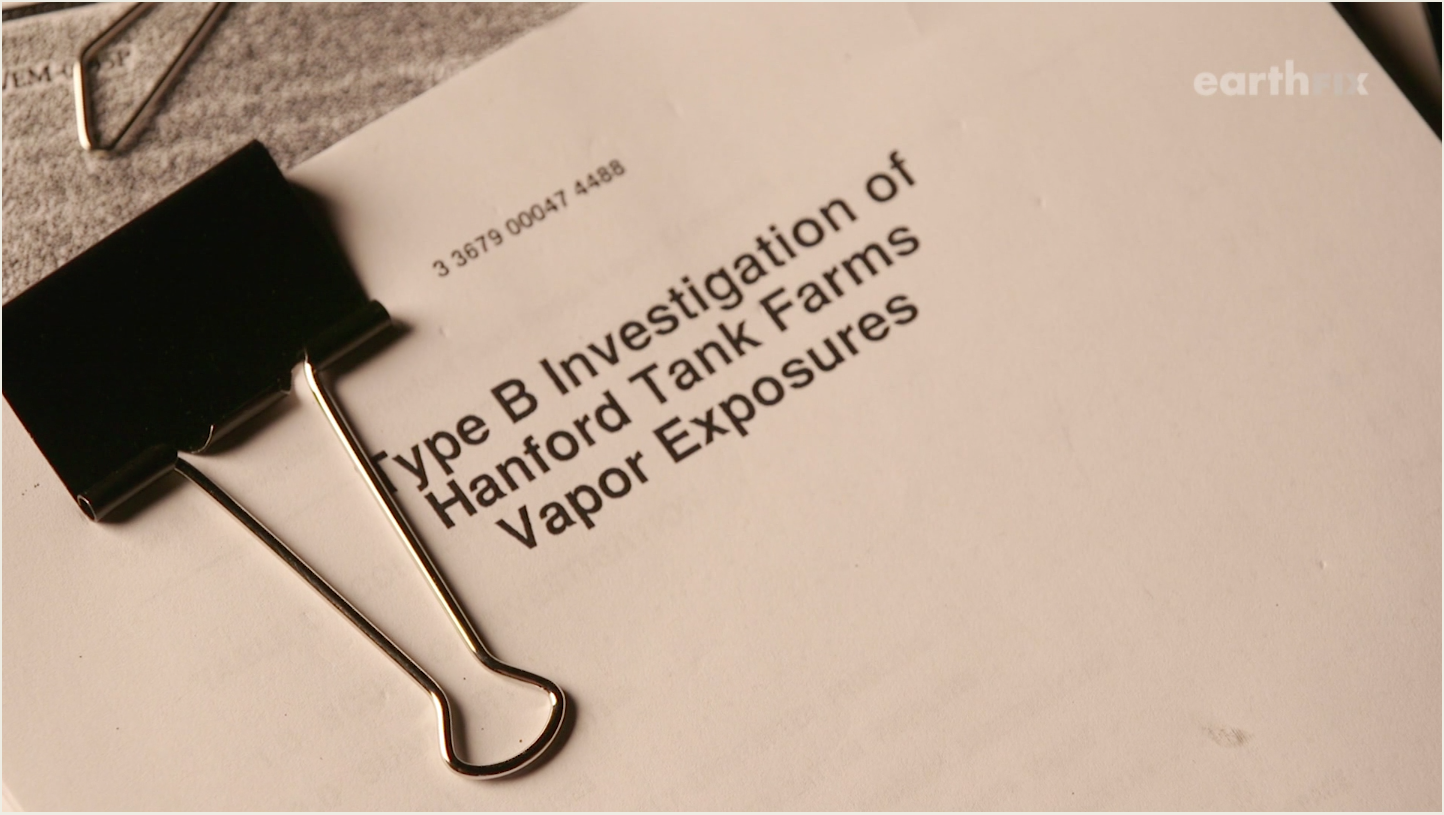 earthfix
3 3679 00047 4488
Type B Investigation of
Hanford Tank Farms
Vapor Exposures